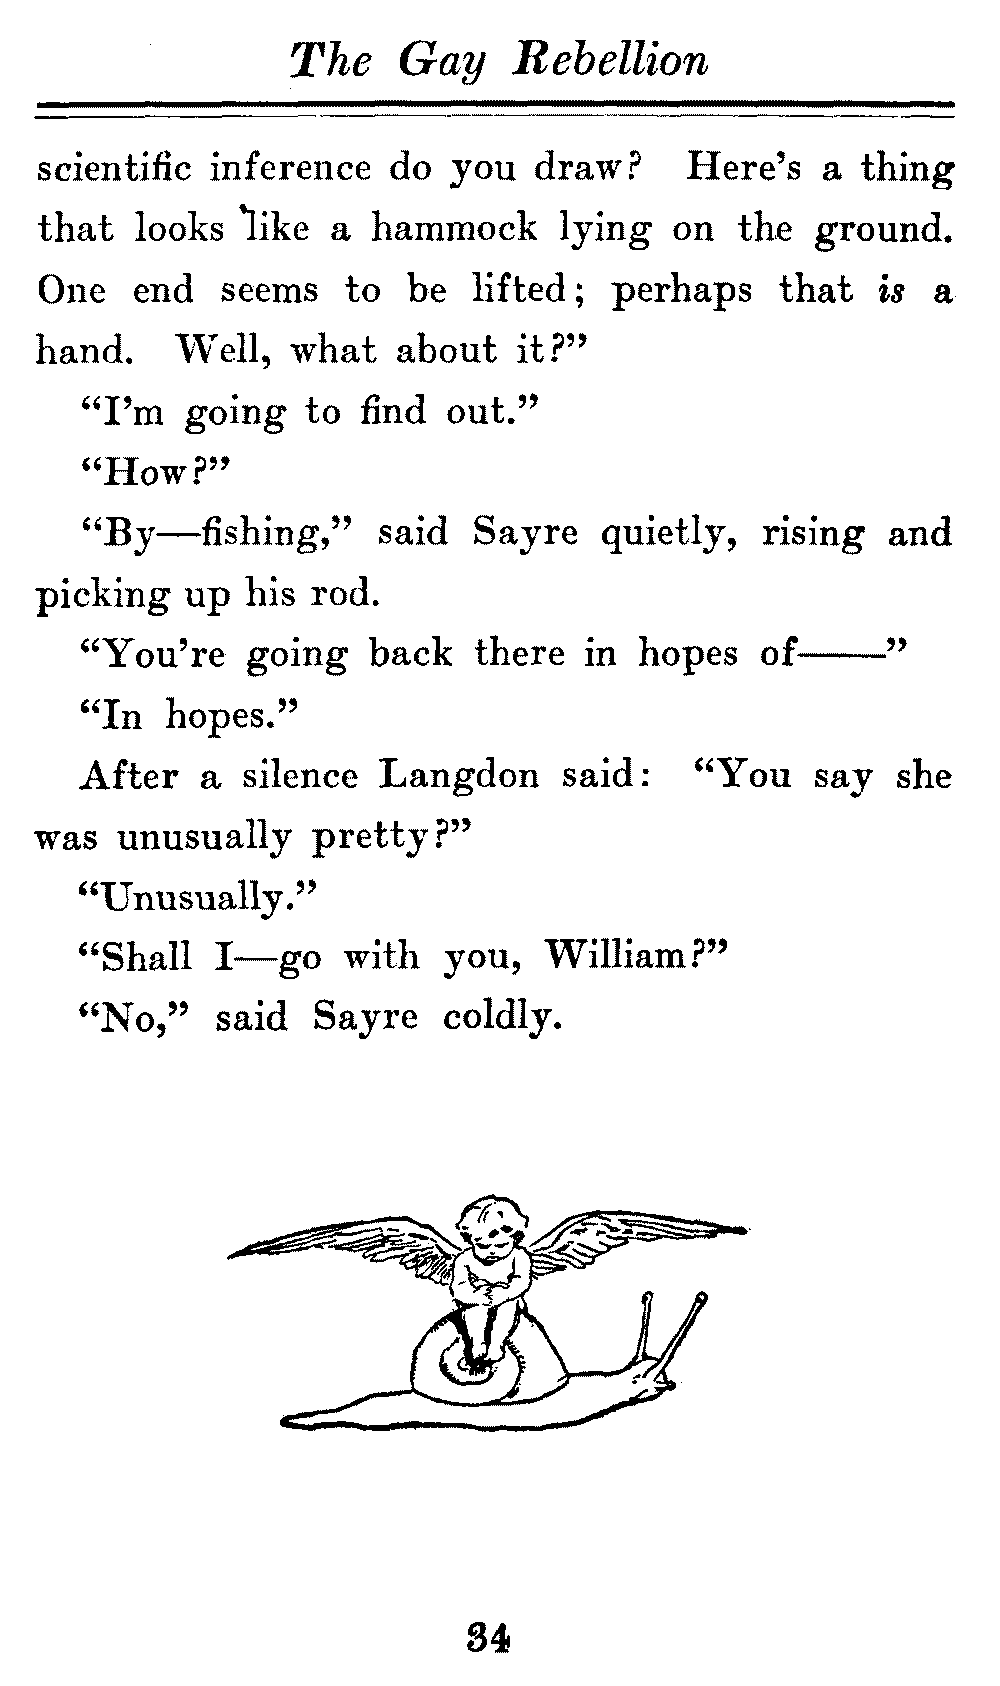 The Gay Rebellion
scientific inference do you draw? Here’s a thing
that looks like a hammock lying on the ground.
One end seems to be lifted; perhaps that is a
hand. Well, what about it?”
“I’m going to find out.”
“How?”
“By—fishing,” said Sayre quietly, rising and
picking up his rod.
“You’re going back there in hopes of——”
“In hopes.”
After a silence Langdon said: “You say she
was unusually pretty?”
“Unusually.”
“Shall I—go with you, William?”
“No,” said Sayre coldly.
34